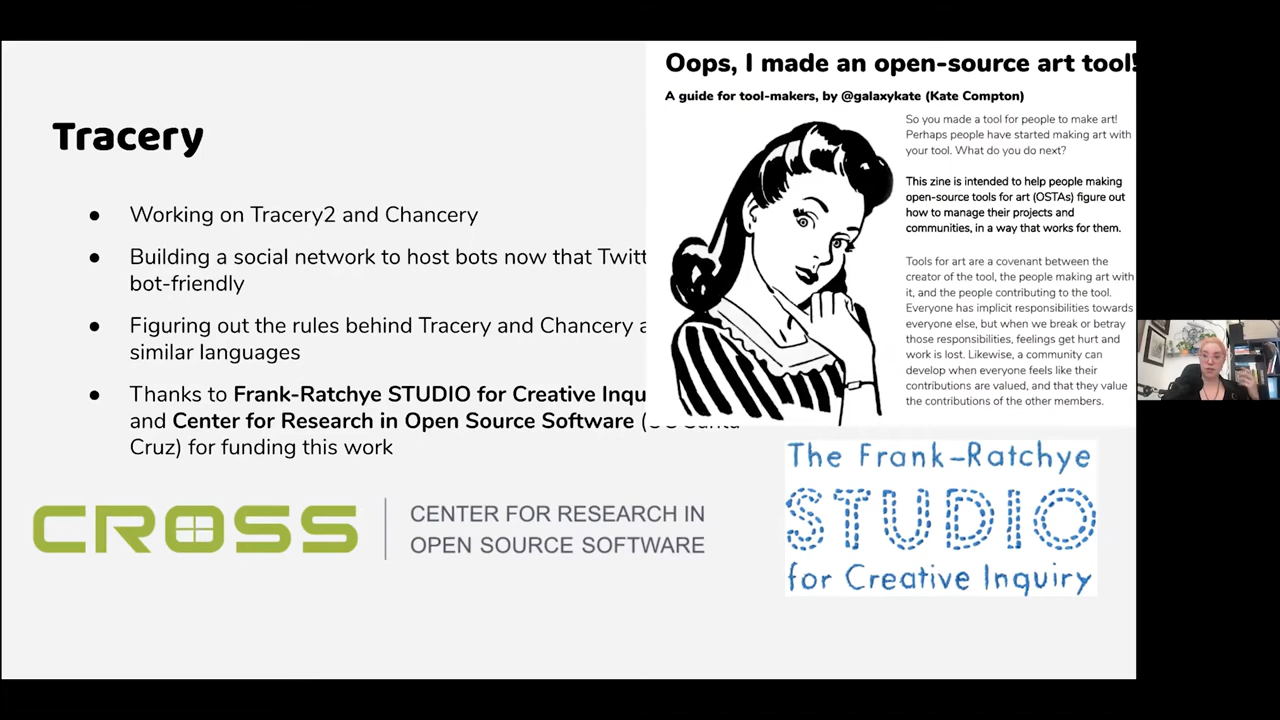 Tracery
● Working on Tracery2 and Chancery
● Building a social network to host bots now that
bot-friendly
● Figuring out the rules behind Tracery and Chancery
similar languages
● Thanks to Frank-Ratchye STUDIO for Creative
and Center for Research in Open Source Software
Cruz) for funding this work
Oops, I made an open-source art tool!
A guide for tool-makers, by @galaxykate (Kate Compton)
So you made a tool for people to make art!
Perhaps people have started making art with
your tool. What do you do next?
This zine is intended to help people making
open-source tools for art (OSTAs) figure out
how to manage their projects and
communities, in a way that works for them.
Tools for art are a covenant between the
creator of the tool, the people making art with
it, and the people contributing to the tool.
Everyone has implicit responsibilities towards
everyone else, but when we break or betray
those responsibilities, feelings get hurt and
work is lost. Likewise, a community can
develop when everyone feels like their
contributions are valued, and that they value
the contributions of the other members.
CROSS
CENTER FOR RESEARCH IN
OPEN SOURCE SOFTWARE
The Frank-Ratchye
STUDIO
for Creative Inquiry